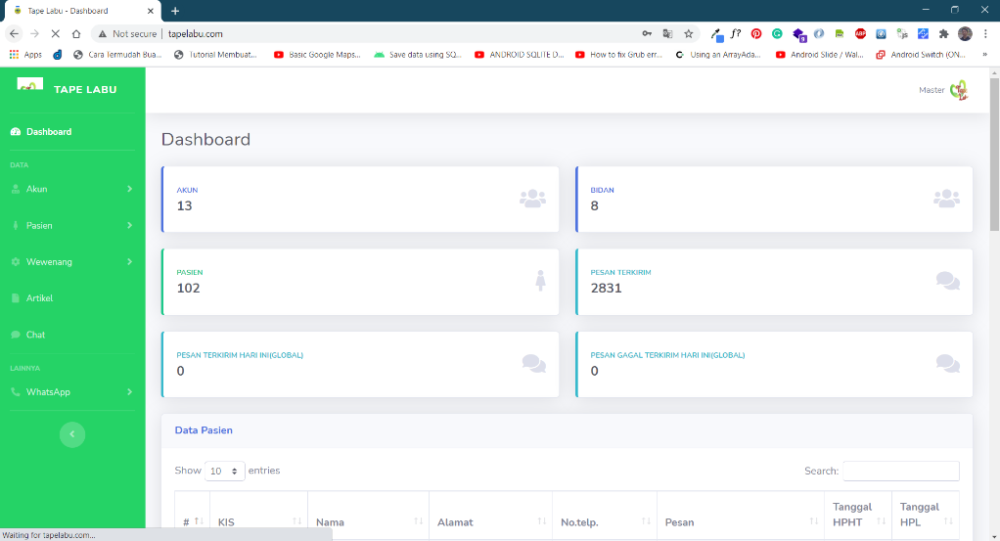 Tape Labu - Dashboard
Not secure
tapelabu.com
Apps
Cara Termudah Bua...
Tutorial Membuat...
Basic Google Maps...
Save data using SQ...
ANDROID SQLITE D...
How to fix Grub err...
Using an ArrayAda...
Android Slide / Wal...
Android Switch (ON...
TAPE LABU
Master
Dashboard
DATA
Akun
Pasien
Wewenang
Artikel
Chat
LAINNYA
WhatsApp
Dashboard
AKUN
13
BIDAN
8
PASIEN
102
PESAN TERKIRIM
2831
PESAN TERKIRIM HARI INI(GLOBAL)
0
PESAN GAGAL TERKIRIM HARI INI(GLOBAL)
0
Data Pasien
Show 10 entries
Search:
#
KIS
Nama
Alamat
No.telp.
Pesan
Tanggal HPHT
Tanggal HPL
Waiting for tapelabu.com...